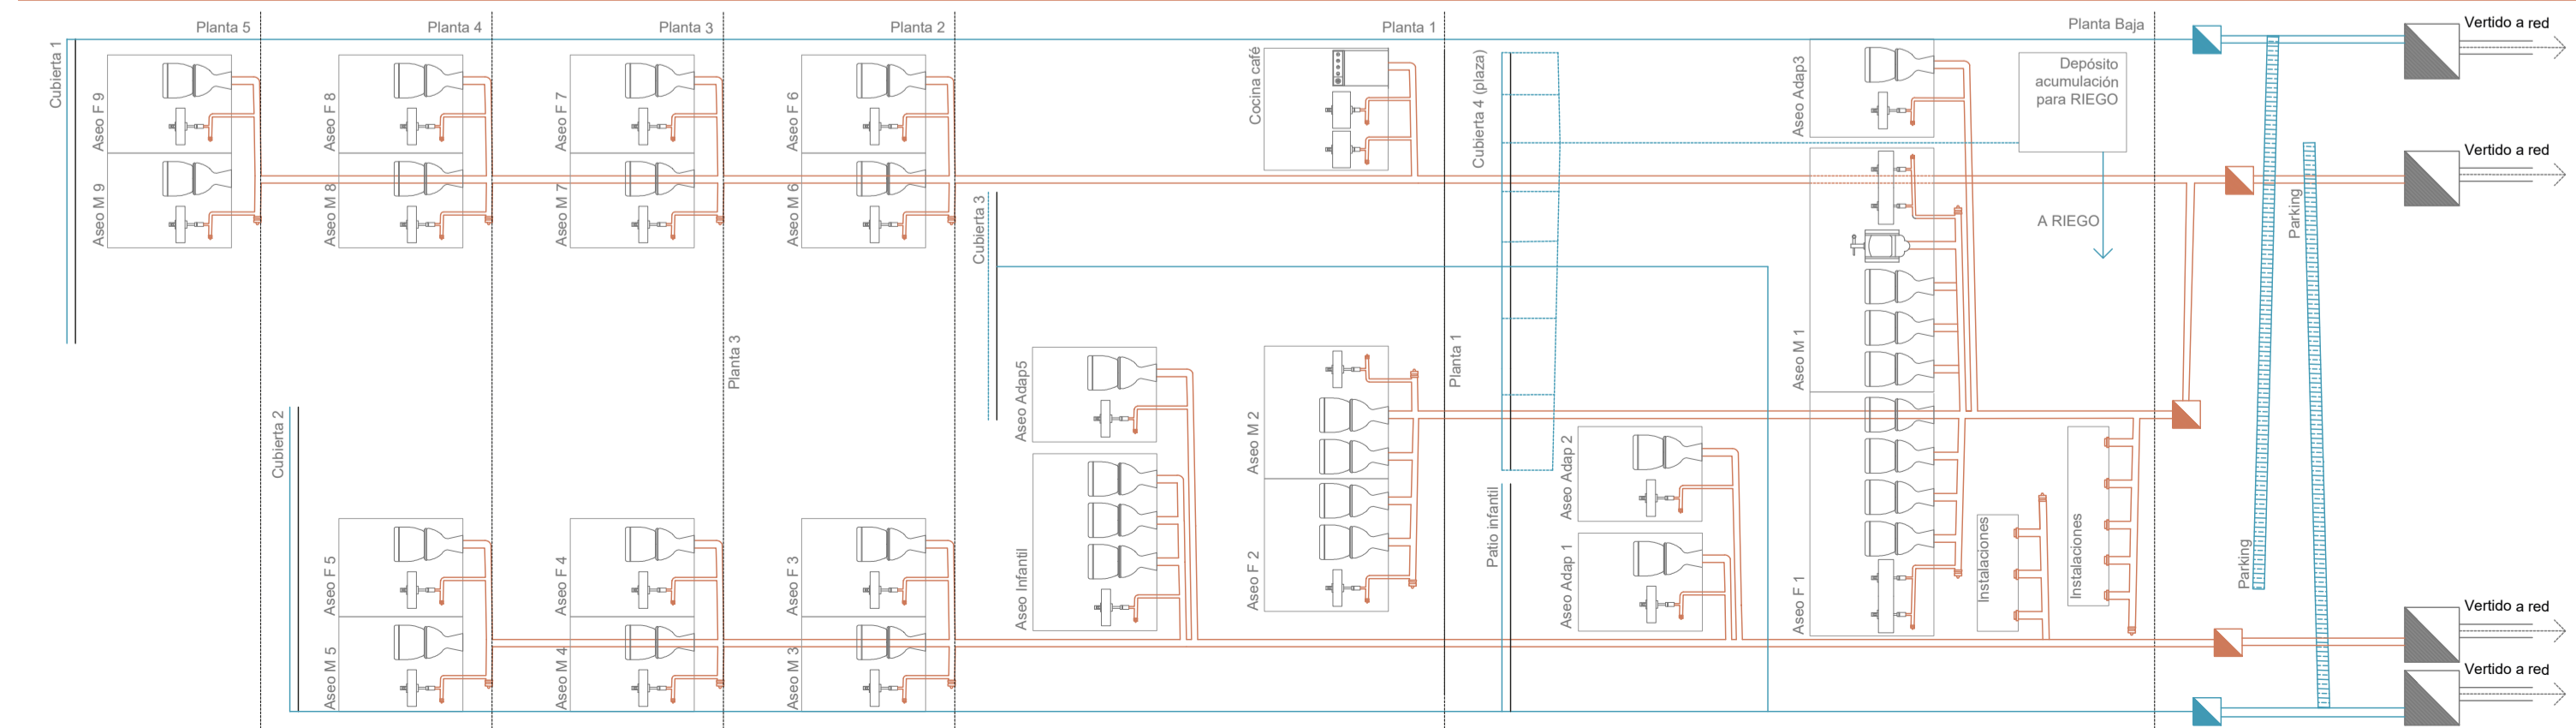 Planta 5
Planta 4
Planta 3
Planta 2
Planta 1
Planta Baja
Vertido a red
Cubierta 1
Aseo F 9
Aseo M 9
Aseo F 8
Aseo M 8
Aseo F 7
Aseo M 7
Aseo F 6
Aseo M 6
Cocina café
Cubierta 4 (plaza)
Aseo Adap3
Depósito
acumulación
para RIEGO
Vertido a red
A RIEGO
Parking
Cubierta 3
Planta 3
Planta 1
Aseo M 1
Cubierta 2
Aseo Adap5
Aseo M 2
Aseo Adap 2
Patio infantil
Aseo F 5
Aseo M 5
Aseo F 4
Aseo M 4
Aseo F 3
Aseo M 3
Aseo Infantil
Aseo F 2
Aseo Adap 1
Aseo F 1
Instalaciones
Instalaciones
Parking
Vertido a red
Vertido a red